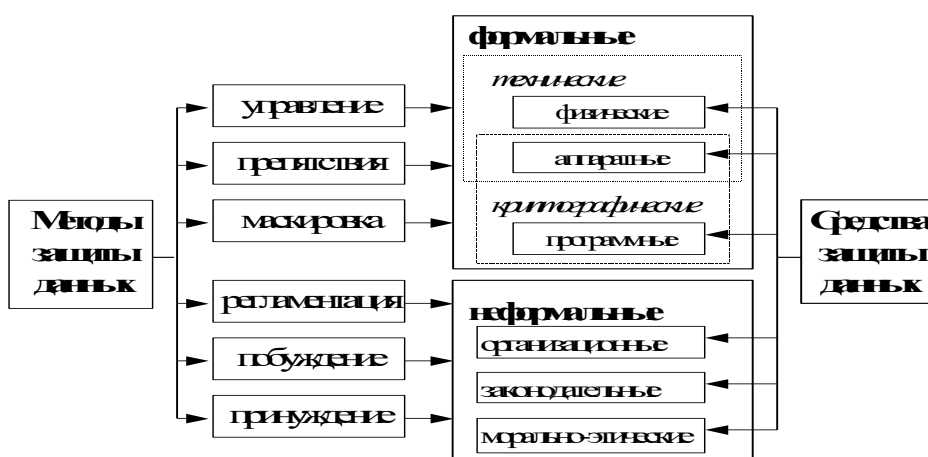 Методы
защиты
данных
управление
препятствия
маскировка
регламентация
побуждение
принуждение
формальные
технические
физические
аппаратные
криптографические
программные
неформальные
организационные
законодательные
морально-этические
Средства
защиты
данных